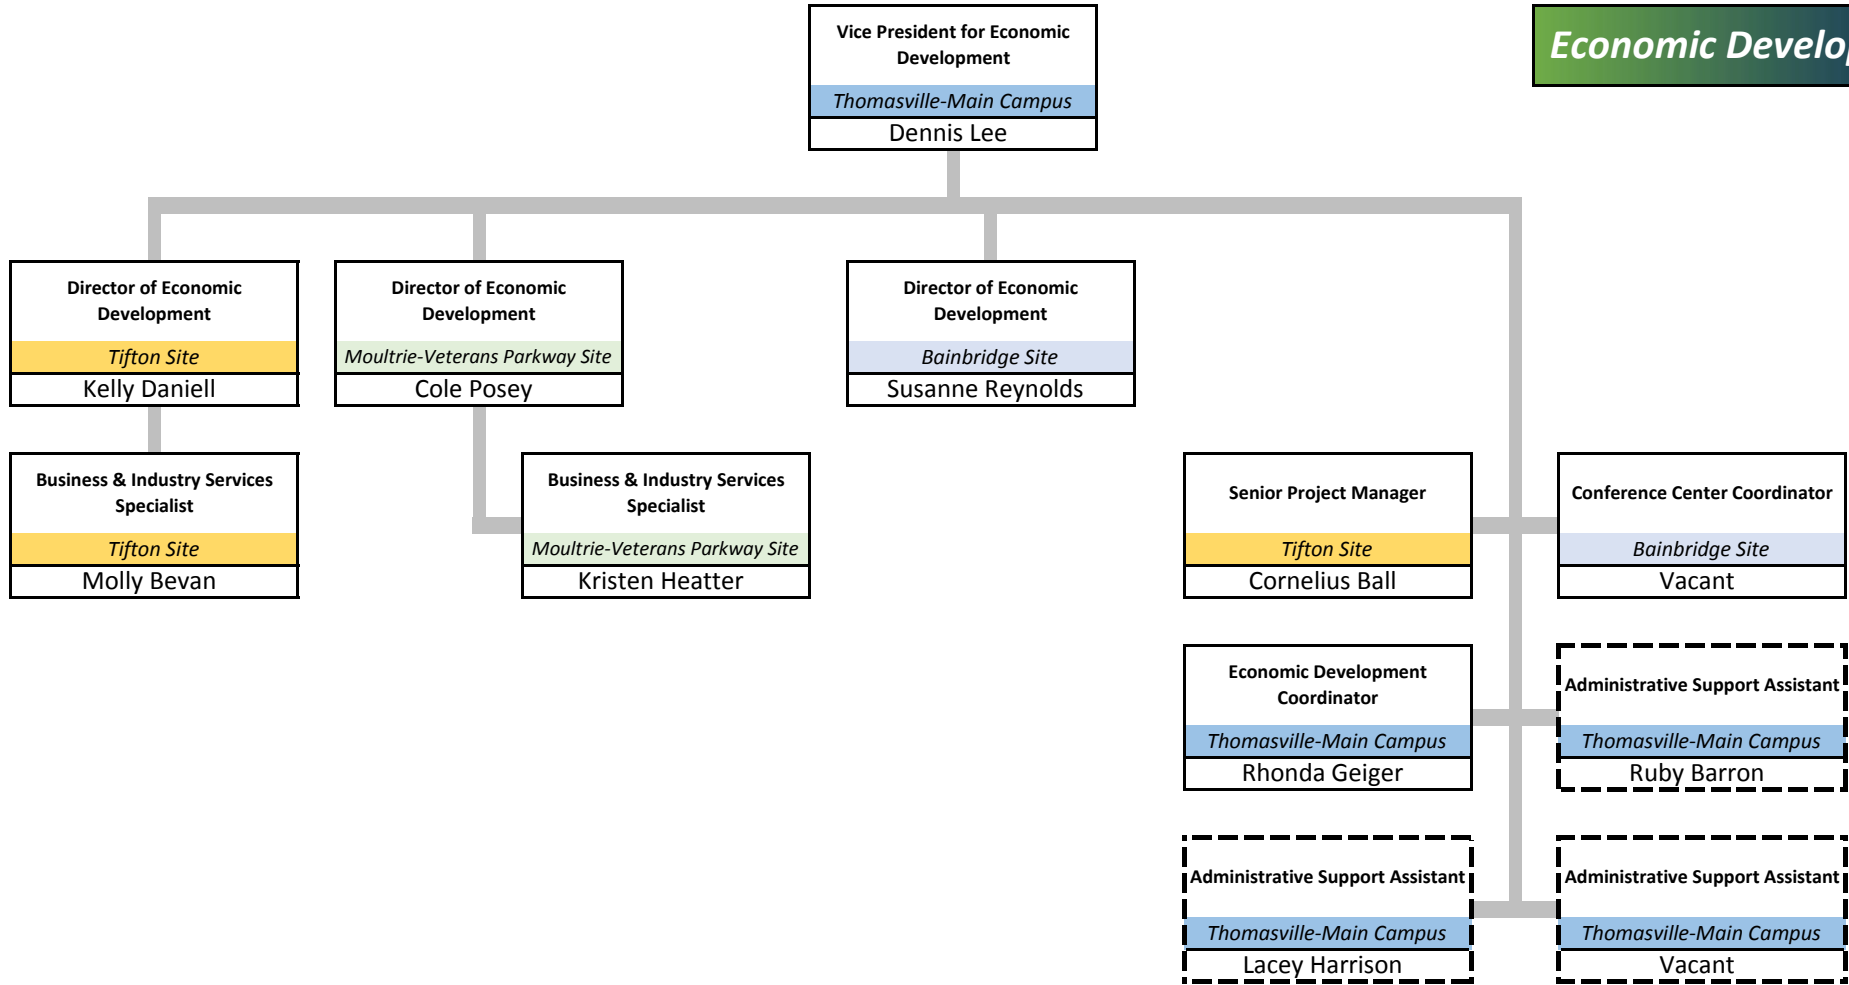 Vice President for Economic
Development
Thomasville-Main Campus
Dennis Lee
Economic Develo
Director of Economic
Development
Tifton Site
Kelly Daniell
Director of Economic
Development
Moultrie-Veterans Parkway Site
Cole Posey
Director of Economic
Development
Bainbridge Site
Susanne Reynolds
Business & Industry Services
Specialist
Tifton Site
Molly Bevan
Business & Industry Services
Specialist
Moultrie-Veterans Parkway Site
Kristen Heatter
Senior Project Manager
Tifton Site
Cornelius Ball
Conference Center Coordinator
Bainbridge Site
Vacant
Economic Development
Coordinator
Thomasville-Main Campus
Rhonda Geiger
Administrative Support Assistant
Thomasville-Main Campus
Ruby Barron
Administrative Support Assistant
Thomasville-Main Campus
Lacey Harrison
Administrative Support Assistant
Thomasville-Main Campus
Vacant